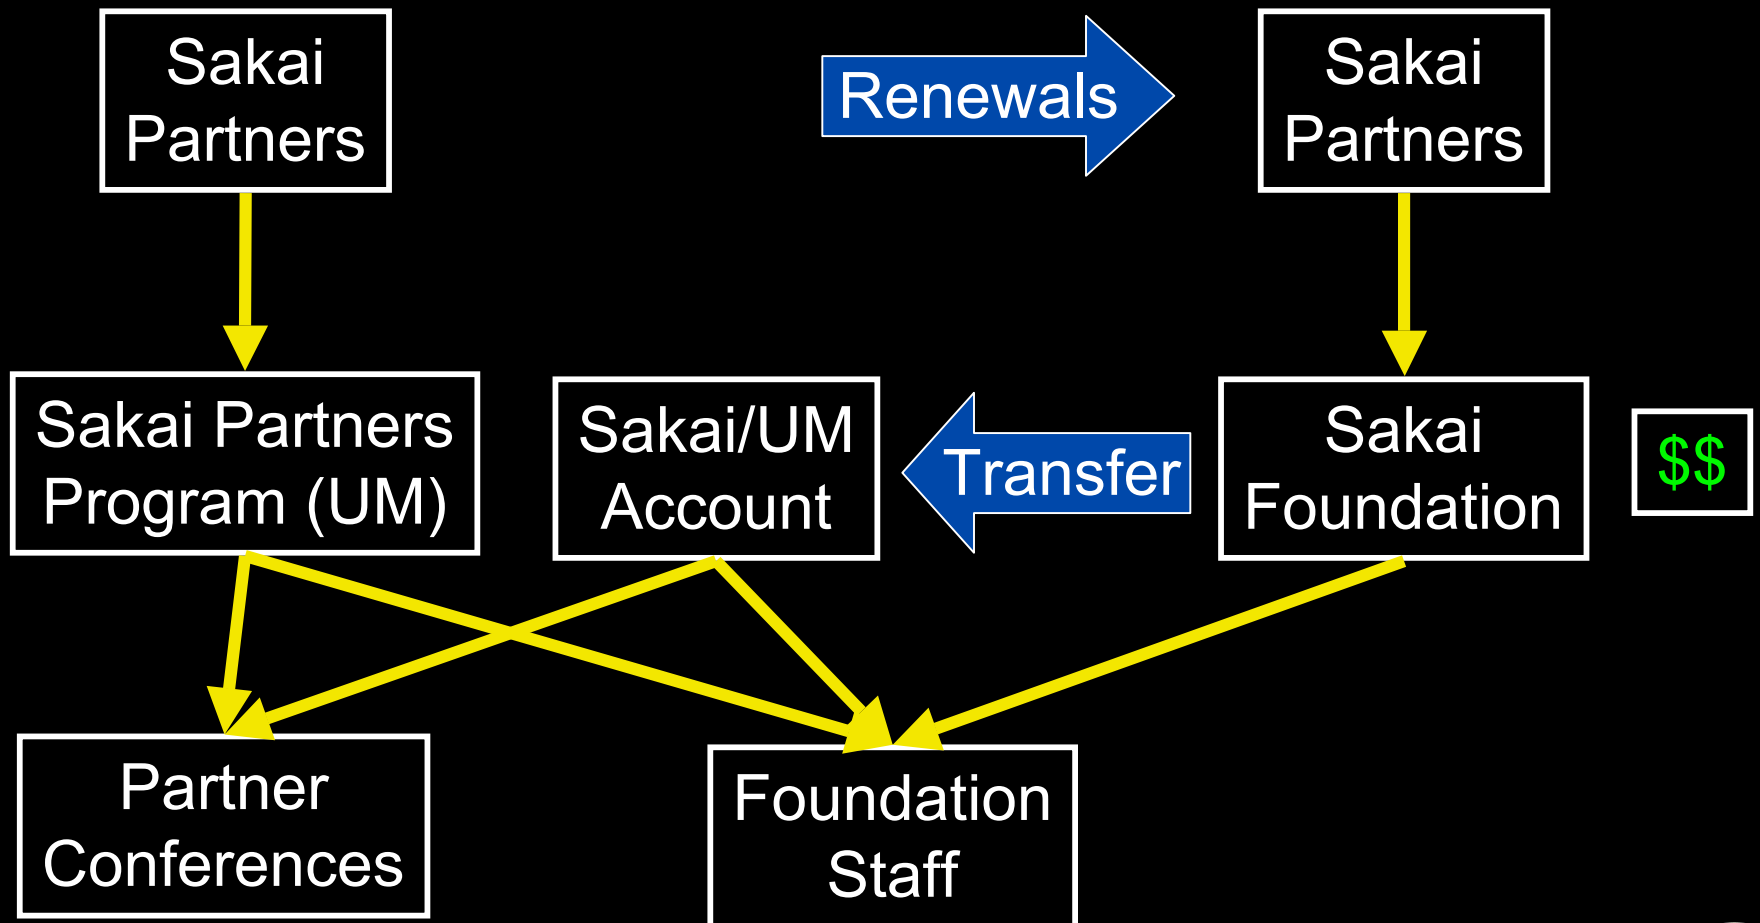 Sakai
Partners
Renewals
Sakai
Partners
Sakai Partners
Program (UM)
Sakai/UM
Account
Transfer
Sakai
Foundation
$$
Partner
Conferences
Foundation
Staff